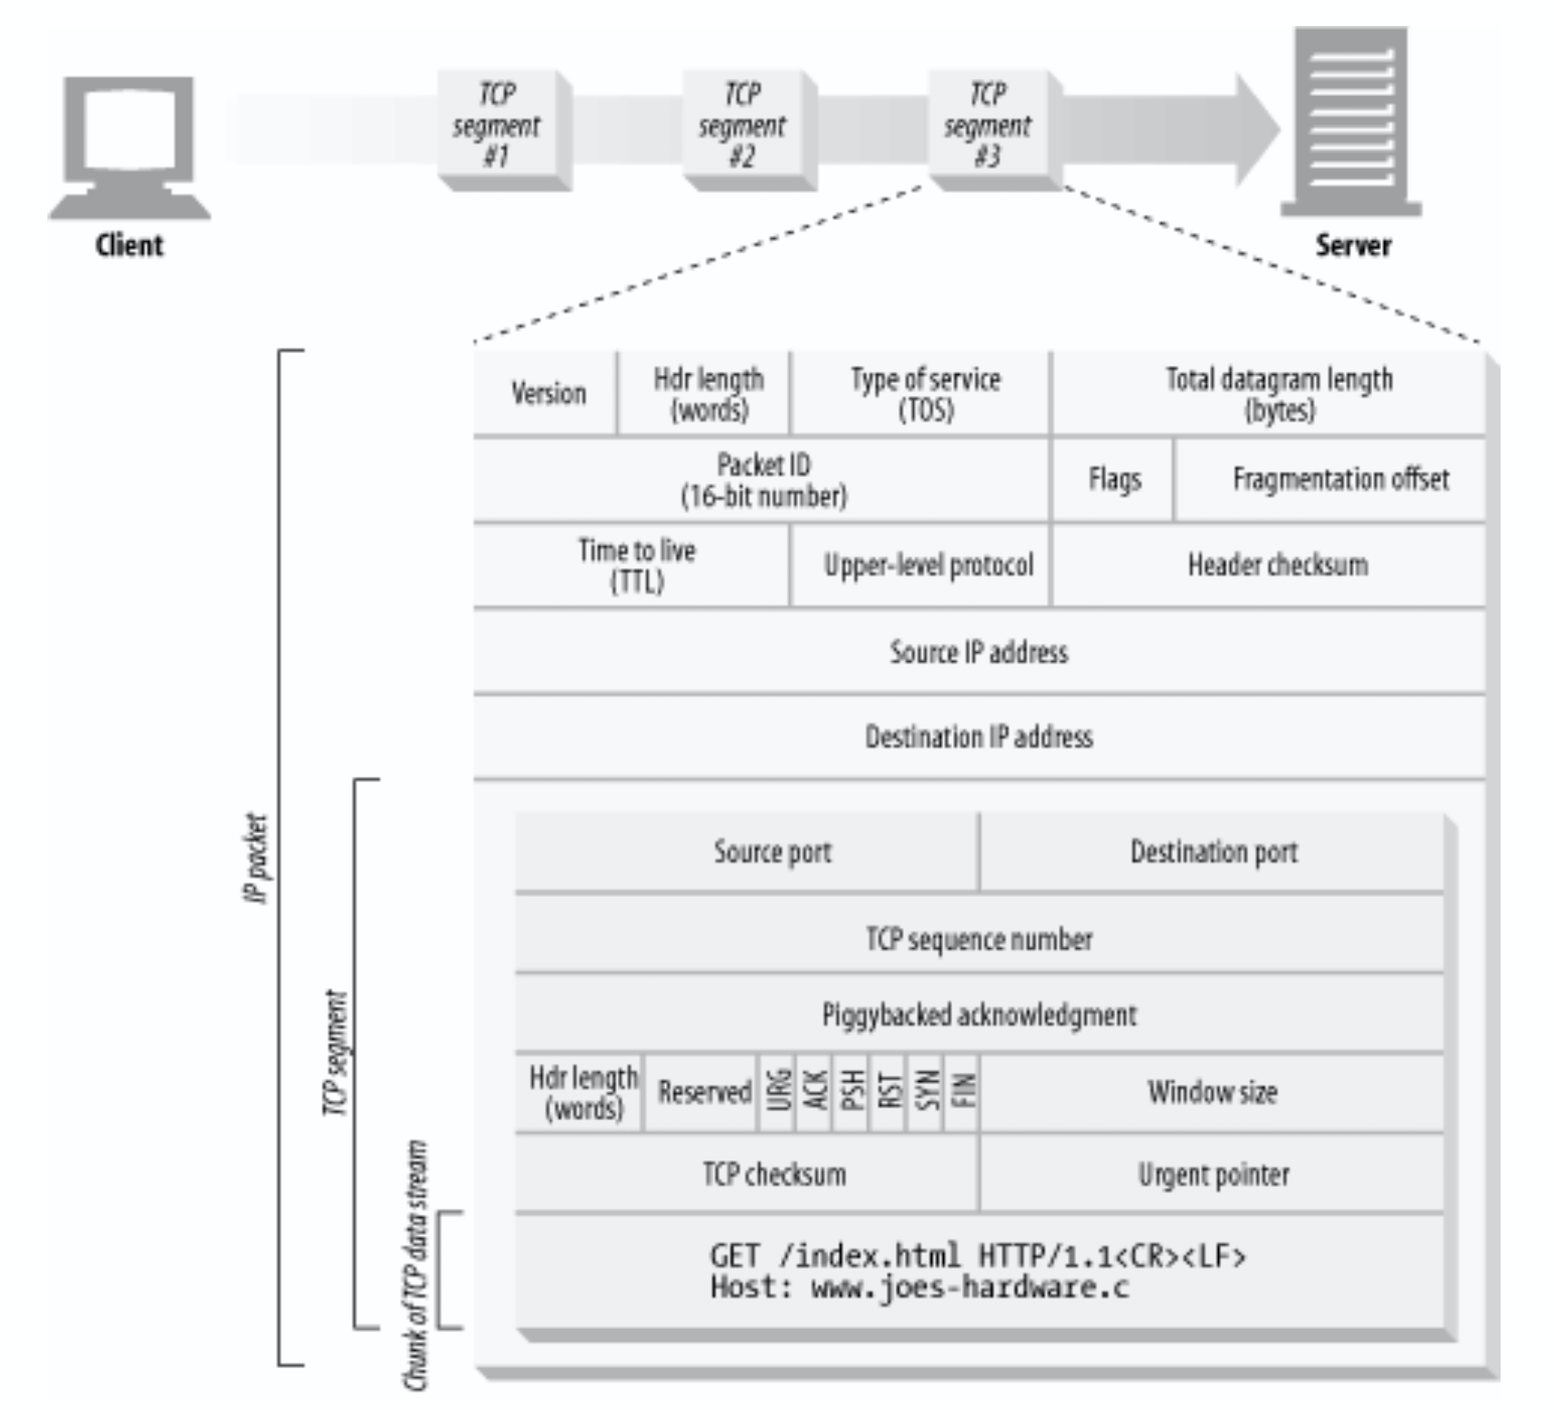 TCP
segment
#1
TCP
segment
#2
TCP
segment
#3
Client
Server
Version
Hdr length
(words)
Type of service
(TOS)
Total datagram length
(bytes)
Packet ID
(16-bit number)
Flags
Fragmentation offset
Time to live
(TTL)
Upper-level protocol
Header checksum
Source IP address
Destination IP address
IP packet
TCP segment
Chunk of TCP data stream
Source port
Destination port
TCP sequence number
Piggybacked acknowledgment
Hdr length
(words)
Reserved
URG
ACK
PSH
RST
SYN
FIN
Window size
TCP checksum
Urgent pointer
GET /index.html HTTP/1.1<CR><LF>
Host: www.joes-hardware.c